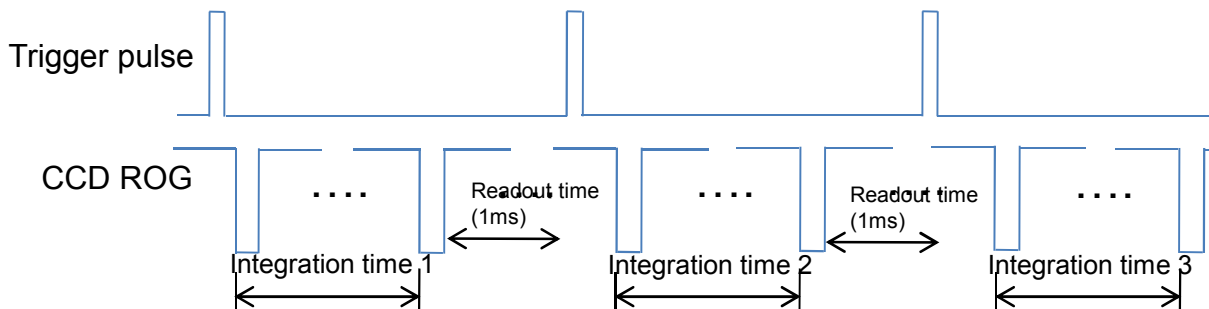 Trigger pulse
CCD ROG
. . . .
Readout time
(1ms)
. . . .
. . . .
Readout time
(1ms)
. . . .
. . . .
Integration time 1
Integration time 2
Integration time 3